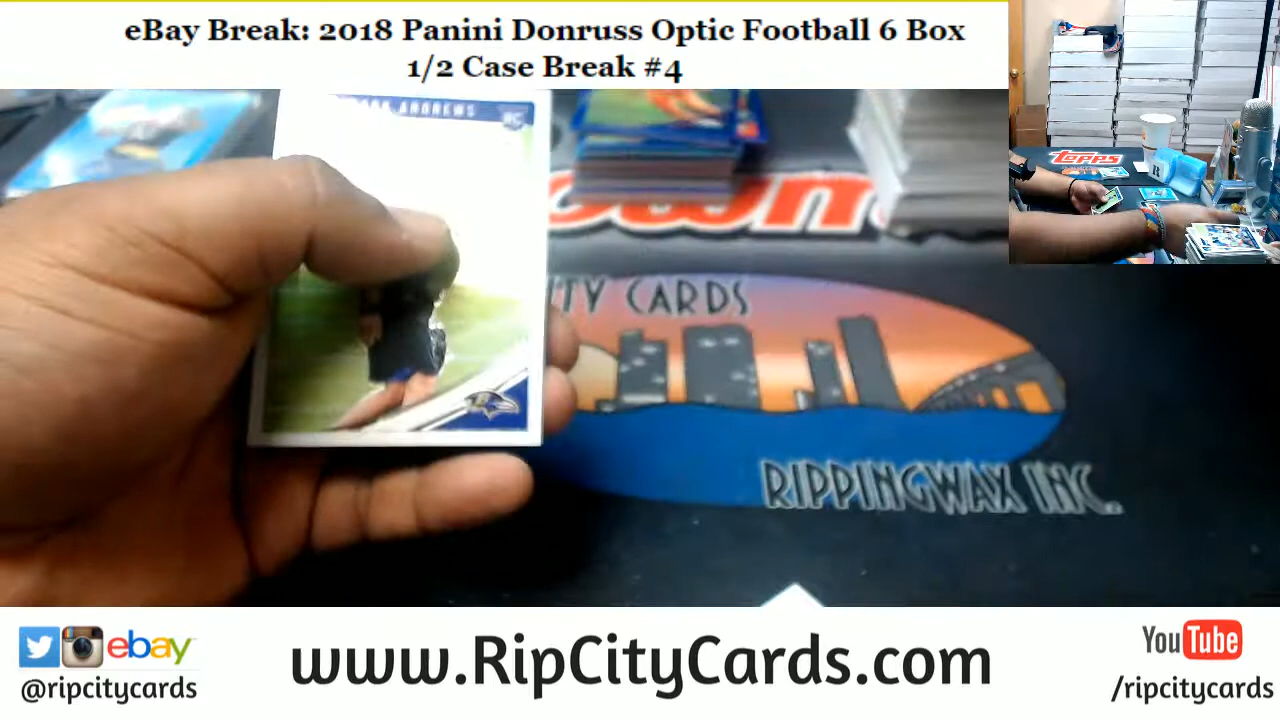 eBay Break: 2018 Panini Donruss Optic Football 6 Box
1/2 Case Break #4
ANDREWS
RC
topps
ITY CARDS
RIPPINGWAX INC.
ebay
www.RipCityCards.com
YouTube
@ripcitycards
/ripcitycards